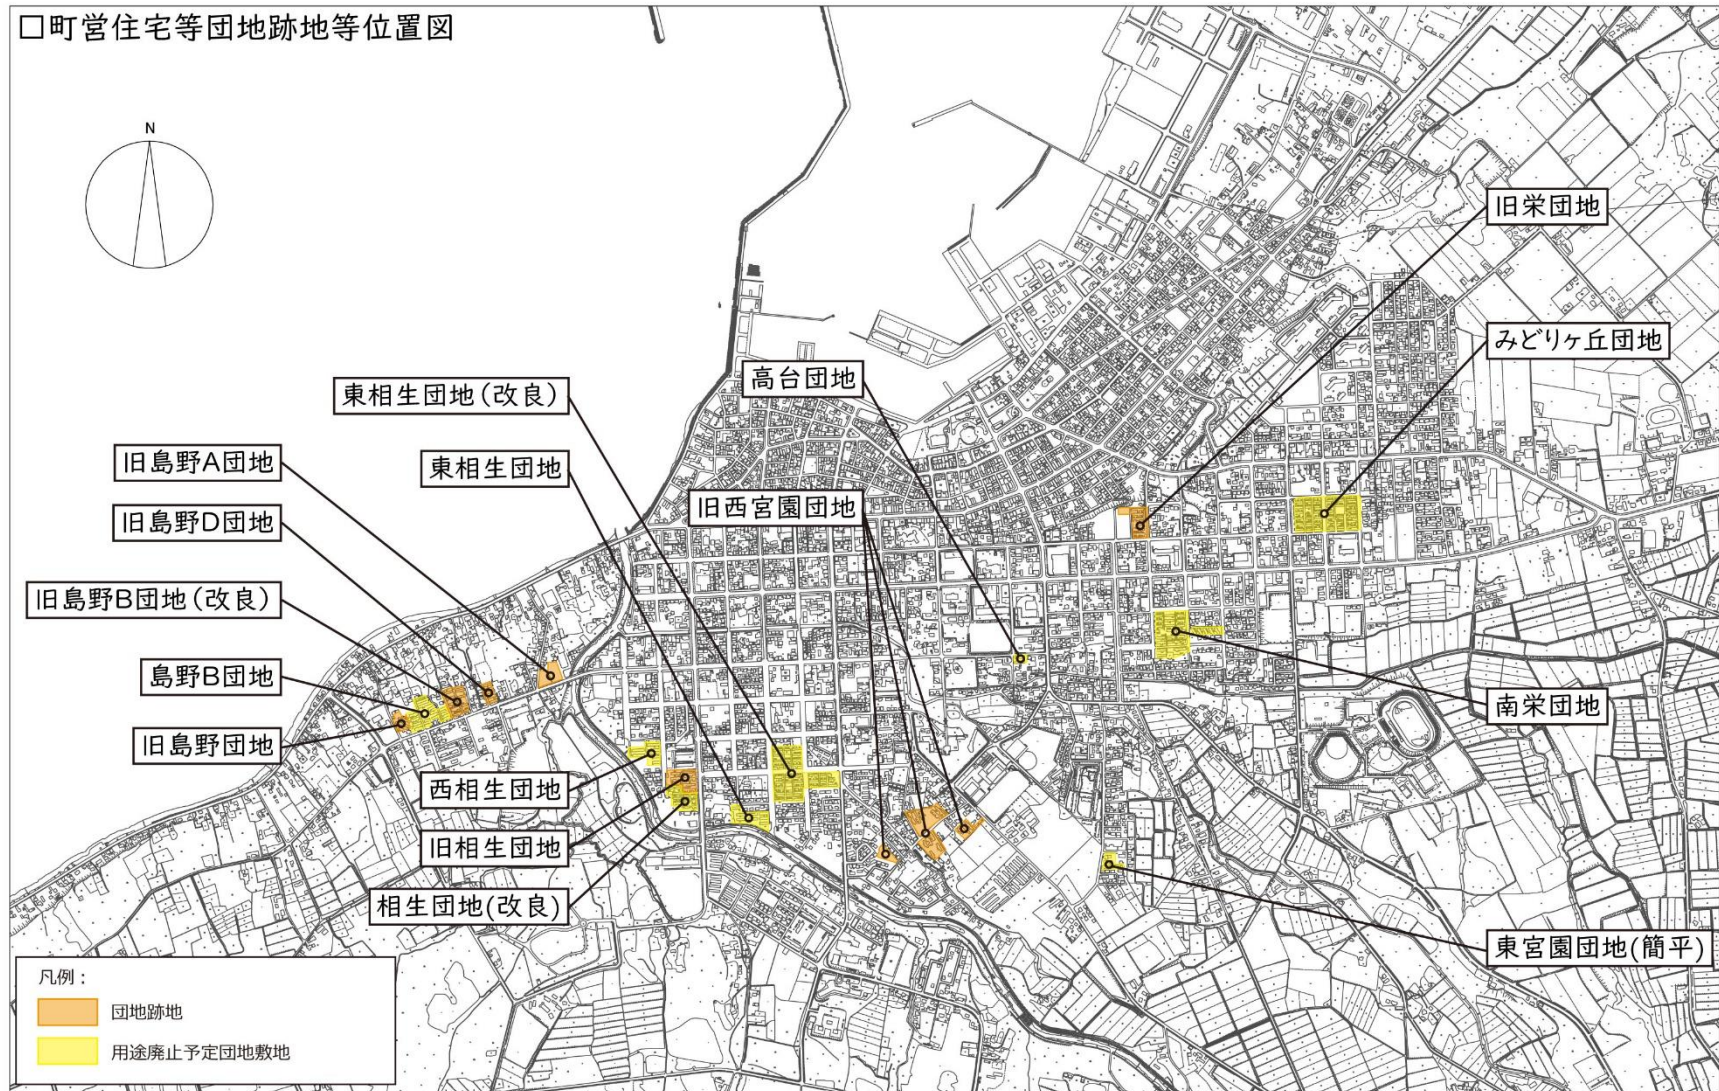 □町営住宅等団地跡地等位置図
N
旧栄団地
みどりヶ丘団地
高台団地
東相生団地(改良)
旧島野A団地
東相生団地
旧西宮園団地
旧島野D団地
旧島野B団地(改良)
島野B団地
旧島野団地
南栄団地
西相生団地
旧相生団地
相生団地(改良)
東宮園団地(簡平)
凡例：
団地跡地
用途廃止予定団地敷地